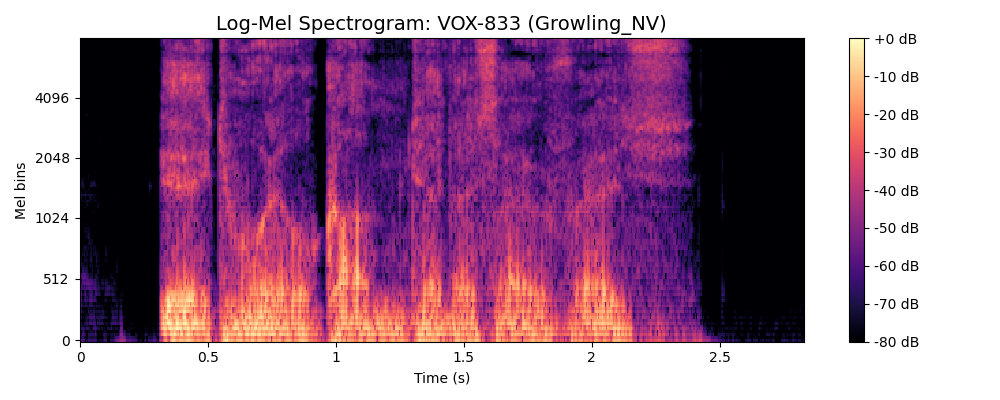 Log-Mel Spectrogram: VOX-833 (Growling_NV)
Mel bins
4096
2048
1024
512
0
0
0.5
1
1.5
2
2.5
Time (s)
+0 dB
-10 dB
-20 dB
-30 dB
-40 dB
-50 dB
-60 dB
-70 dB
-80 dB